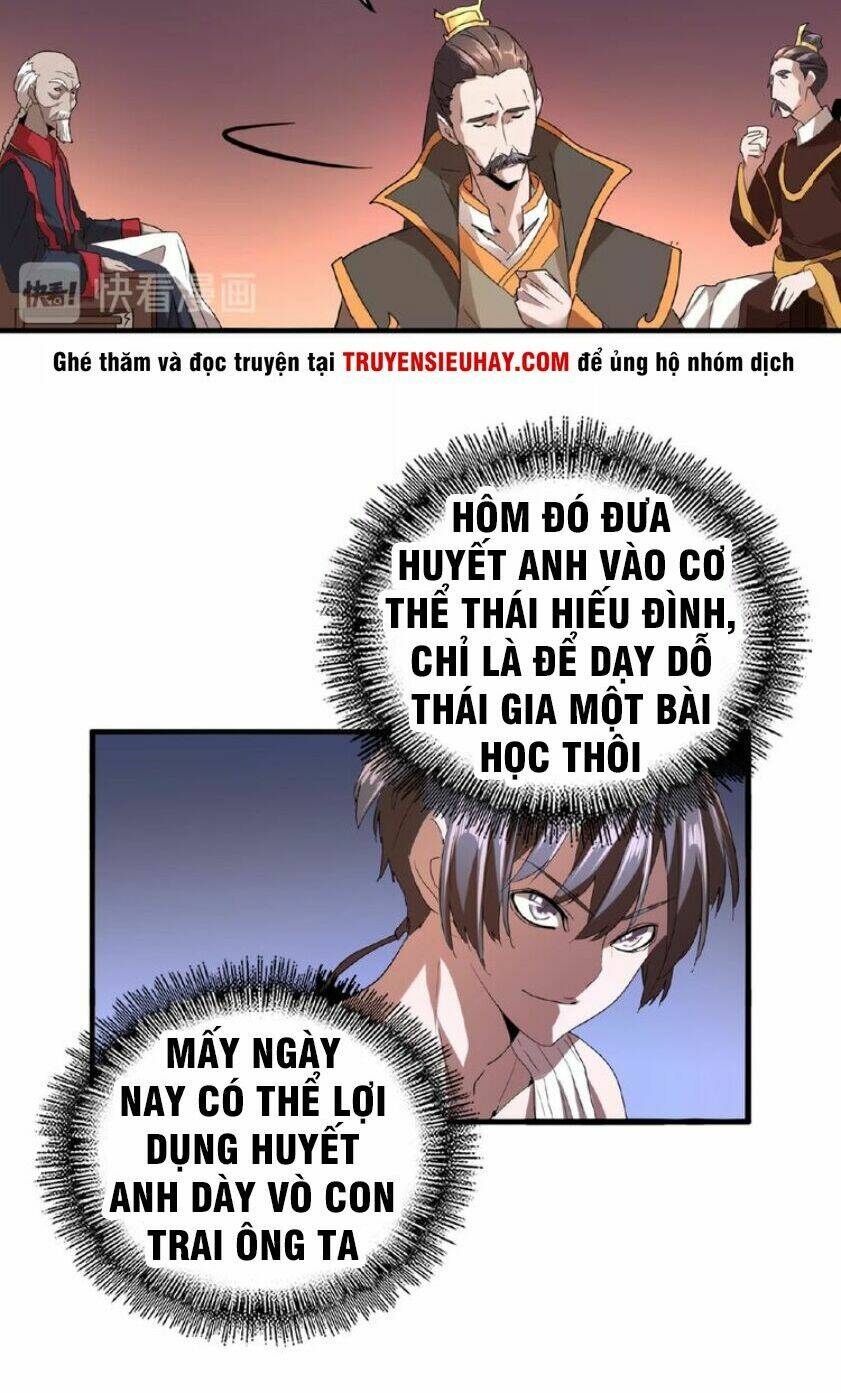 快看! 快看漫画
Ghé thăm và đọc truyện tại TRUYENSIEUHAY.COM để ủng hộ nhóm dịch
HÔM ĐÓ ĐƯA
HUYẾT ANH VÀO CƠ
THỂ THÁI HIẾU ĐÌNH,
CHỈ LÀ ĐỂ DẠY DỖ
THÁI GIA MỘT BÀI
HỌC THÔI
MẤY NGÀY
NAY CÓ THỂ LỢI
DỤNG HUYẾT
ANH DÀY VÒ CON
TRAI ÔNG TA